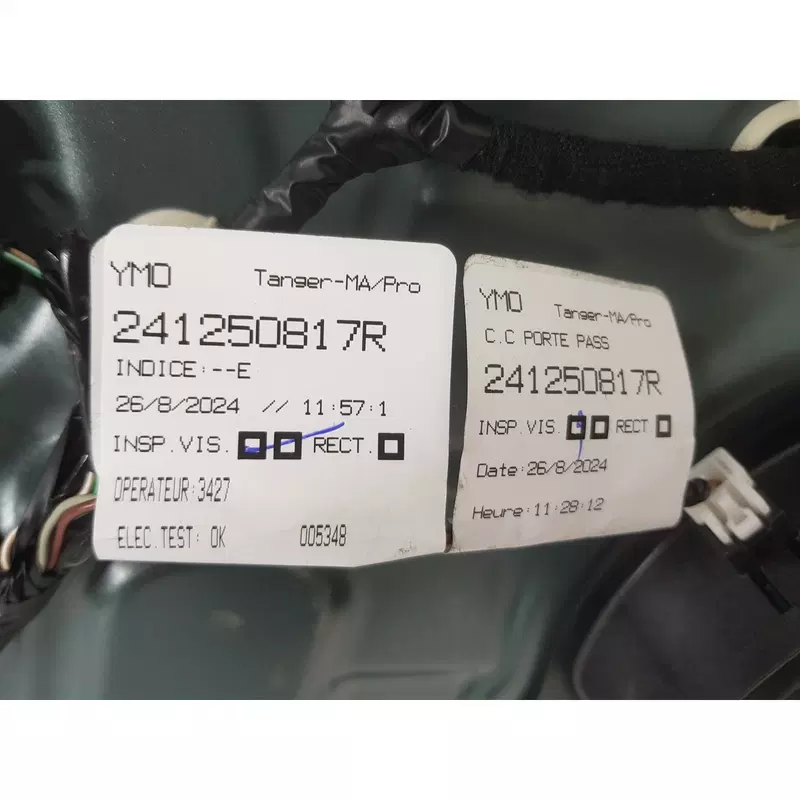 YMO Tanger-MA/Pro
241250817R
INDICE:--E
26/8/2024 // 11:57:1
INSP.VIS. RECT.
OPERATEUR:3427
ELEC.TEST: OK 005348
YMO Tanger-MA/Pro
C.C PORTE PASS
241250817R
INSP.VIS. RECT
Date:26/8/2024
Heure:11:28:12